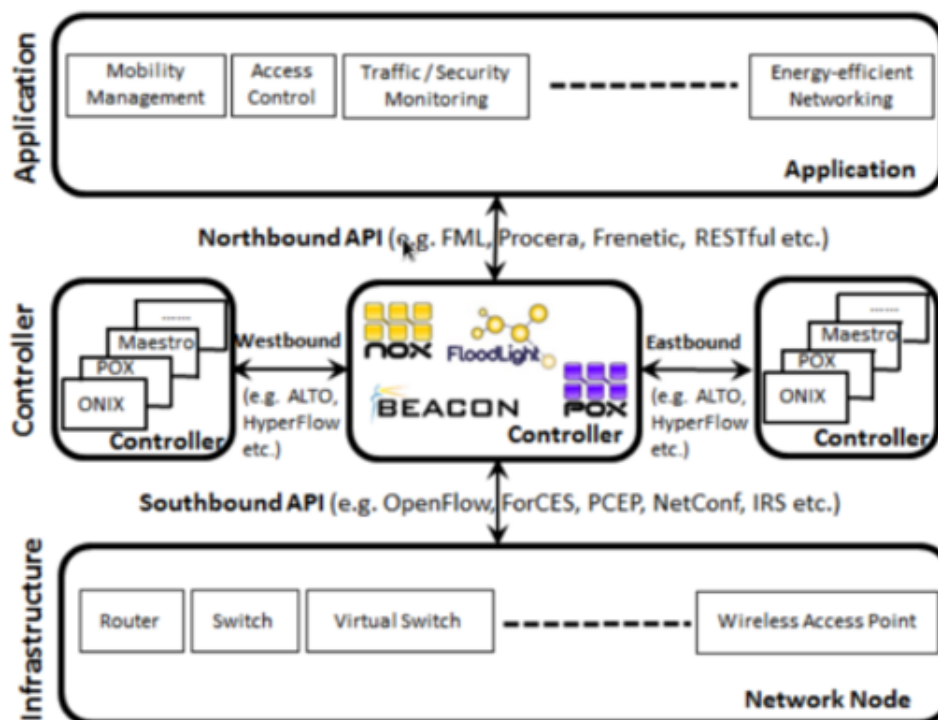 Application
Mobility
Management
Access
Control
Traffic / Security
Monitoring
Energy-efficient
Networking
Application
Northbound API (e.g. FML, Procera, Frenetic, RESTful etc.)
Controller
......
Maestro
POX
ONIX
Controller
Westbound
(e.g. ALTO,
HyperFlow
etc.)
nox
FloodLight
BEACON
POX
Controller
Eastbound
(e.g. ALTO,
HyperFlow
etc.)
......
Maestro
POX
ONIX
Controller
Southbound API (e.g. OpenFlow, ForCES, PCEP, NetConf, IRS etc.)
Infrastructure
Router
Switch
Virtual Switch
Wireless Access Point
Network Node